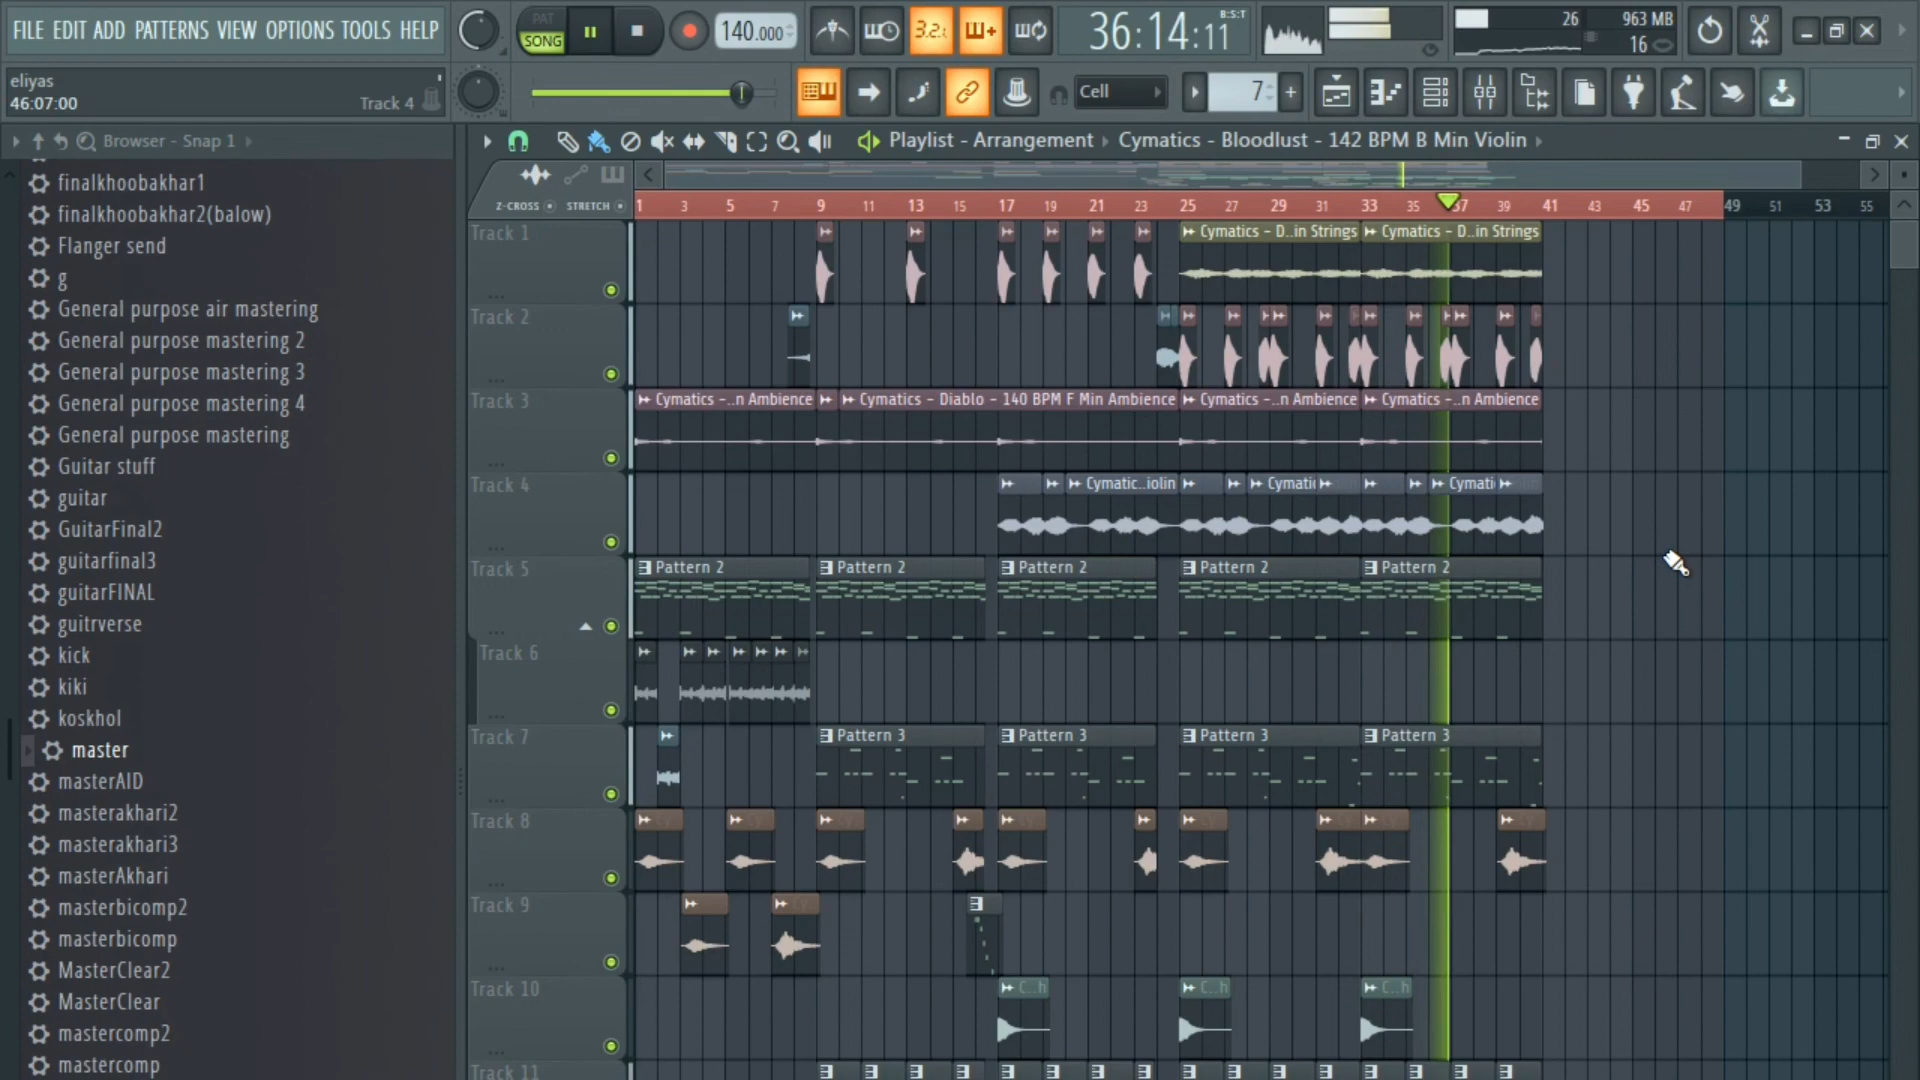 FILE EDIT ADD PATTERNS VIEW OPTIONS TOOLS HELP
PAT
SONG
140.000
3.2.
36:14:11
B:S:T
26
963 MB
16
eliyas
46:07:00
Track 4
Cell
7
Browser - Snap 1
Playlist - Arrangement
Cymatics - Bloodlust - 142 BPM B Min Violin
Z-CROSS
STRETCH
1 3 5 7 9 11 13 15 17 19 21 23 25 27 29 31 33 35 37 39 41 43 45 47 49 51 53 55
finalkhoobakhar1
finalkhoobakhar2(balow)
Flanger send
g
General purpose air mastering
General purpose mastering 2
General purpose mastering 3
General purpose mastering 4
General purpose mastering
Guitar stuff
guitar
GuitarFinal2
guitarfinal3
guitarFINAL
guitrverse
kick
kiki
koskhol
master
masterAID
masterakhari2
masterakhari3
masterAkhari
masterbicomp2
masterbicomp
MasterClear2
MasterClear
mastercomp2
mastercomp
Track 1
Cymatics - D..in Strings
Cymatics - D..in Strings
Track 2
Track 3
Cymatics -..n Ambience
Cymatics - Diablo - 140 BPM F Min Ambience
Cymatics -..n Ambience
Cymatics -..n Ambience
Track 4
Cymatic..iolin
Cymatic
Cymatic
Track 5
Pattern 2
Pattern 2
Pattern 2
Pattern 2
Pattern 2
Track 6
Track 7
Pattern 3
Pattern 3
Pattern 3
Pattern 3
Track 8
Track 9
Track 10
C..h
C..h
C..h
Track 11